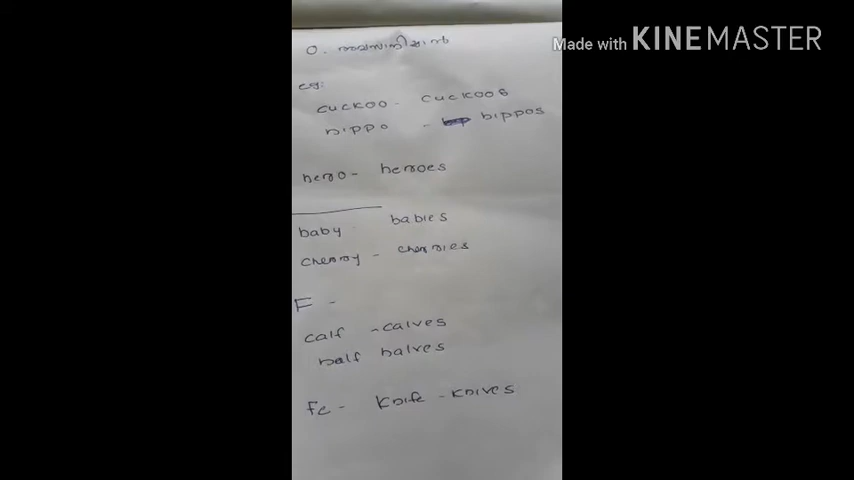 Made with KINEMASTER
O. അവസാനിച്ചാൽ
eg:
cuckoo - cuckoos
hippo - hippos
hero - heroes
baby - babies
cherry - cherries
F -
calf - calves
half halves
fe - knife - knives